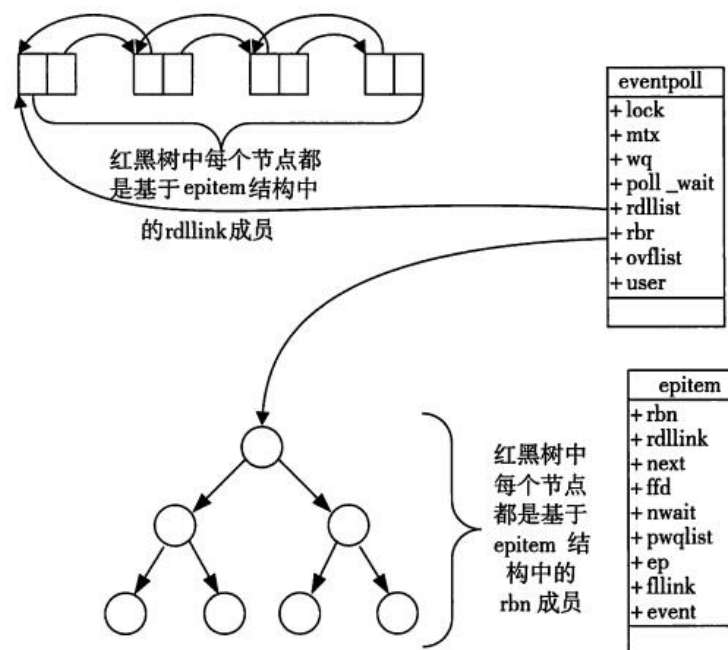 红黑树中每个节点都
是基于epitem结构中
的rdllink成员
eventpoll
+lock
+mtx
+wq
+poll_wait
+rdllist
+rbr
+ovflist
+user
红黑树中
每个节点
都是基于
epitem 结
构中的
rbn 成员
epitem
+rbn
+rdllink
+next
+ffd
+nwait
+pwqlist
+ep
+fllink
+event